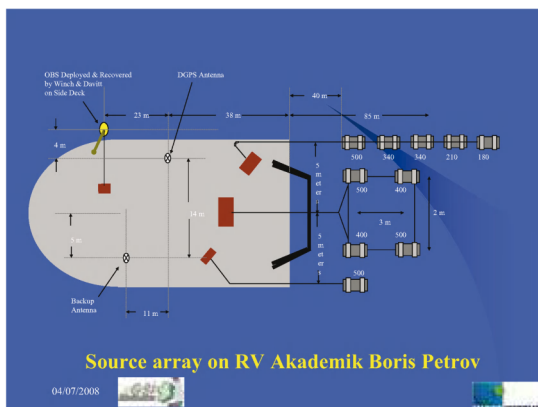 OBS Deployed & Recovered
by Winch & Davitt
on Side Deck
DGPS Antenna
40 m
23 m
38 m
85 m
4 m
500
340
340
210
180
5
meter
s
500
400
14 m
3 m
2 m
5 m
5
meter
s
400
500
500
Backup
Antenna
11 m
Source array on RV Akademik Boris Petrov
04/07/2008